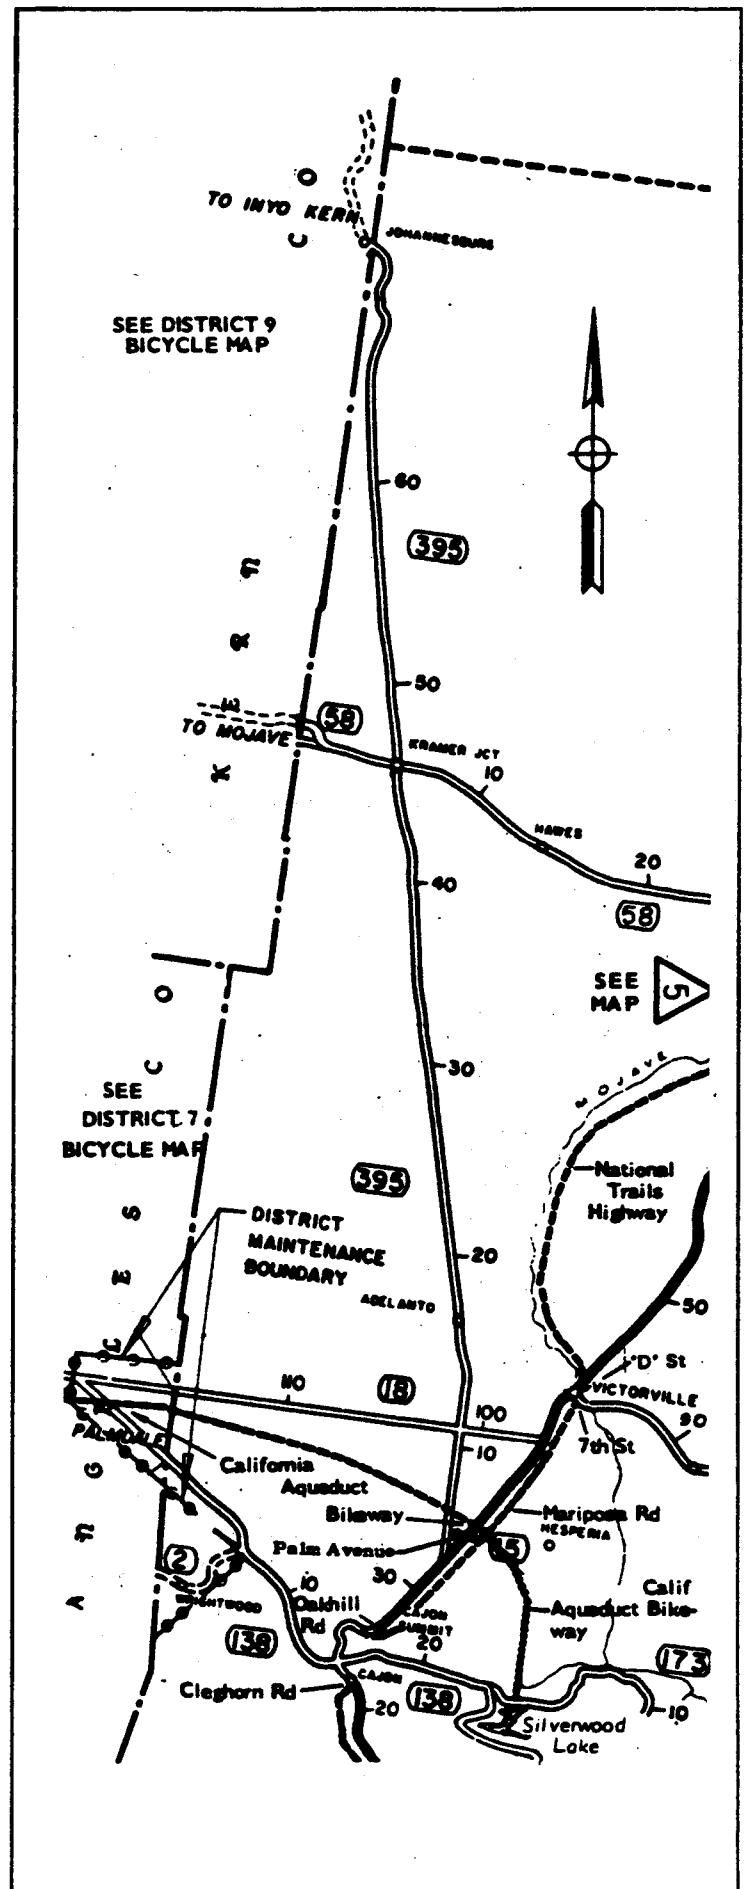 TO INYO KERN
JOHANNESBURG
C O
SEE DISTRICT 9
BICYCLE MAP
60
395
K E R N
50
58
TO MOJAVE
KRAMER JCT
10
HAWES
20
40
58
SEE
MAP
5
C O
30
MOJAVE
SEE
DISTRICT 7
BICYCLE MAP
National
Trails
Highway
395
DISTRICT
MAINTENANCE
BOUNDARY
20
ADELANTO
50
'D' St
110
18
100
VICTORVILLE
90
PALMDALE
10
7th St
California
Aquaduct
Bikeway
Mariposa Rd
HESPERIA
Palm Avenue
15
2
30
10
WRIGHTWOOD
Oakhill
Rd
CAJON
SUMMIT
Calif
Aquaduct Bike-
way
138
20
173
CAJON
Cleghorn Rd
20
138
10
Silverwood
Lake